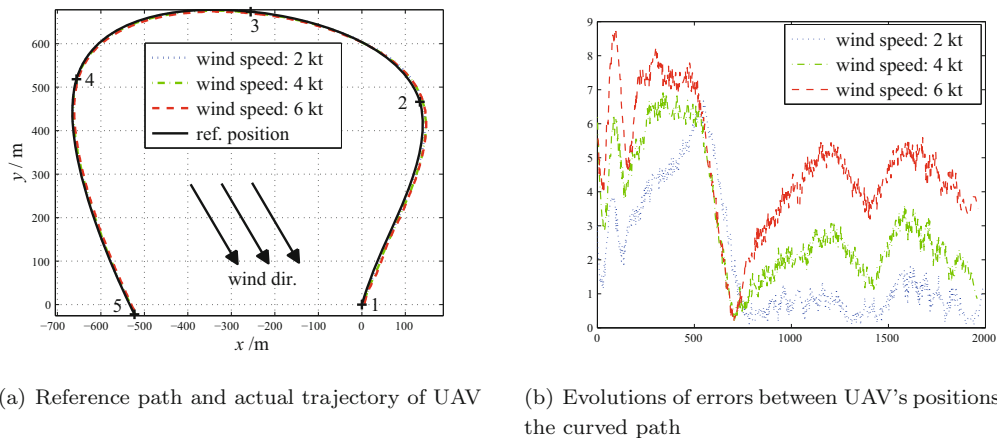 600
500
400
300
200
100
0
y / m
−700
−600
−500
−400
−300
−200
−100
0
100
x / m
wind speed: 2 kt
wind speed: 4 kt
wind speed: 6 kt
ref. position
3
4
2
5
1
wind dir.
9
8
7
6
5
4
3
2
1
0
0
500
1000
1500
2000
wind speed: 2 kt
wind speed: 4 kt
wind speed: 6 kt
(a) Reference path and actual trajectory of UAV
(b) Evolutions of errors between UAV's positions
the curved path